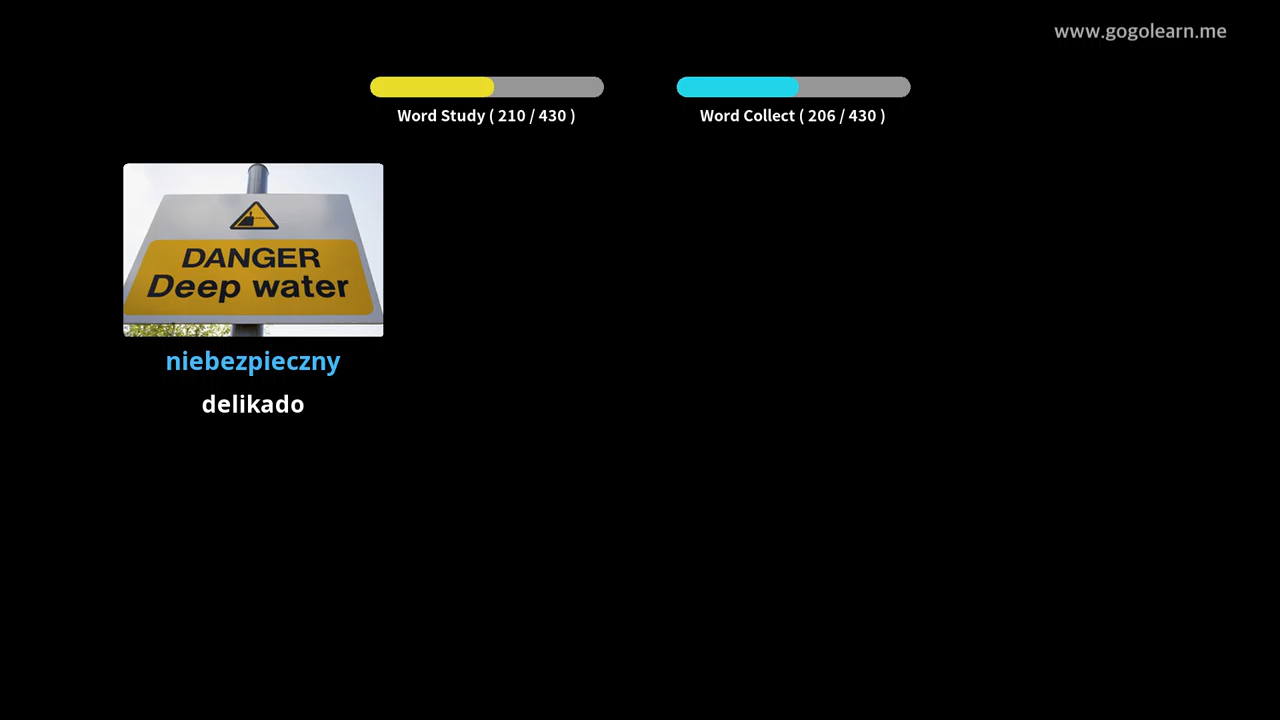 www.gogolearn.me
Word Study ( 210 / 430 )
Word Collect ( 206 / 430 )
DANGER
Deep water
niebezpieczny
delikado